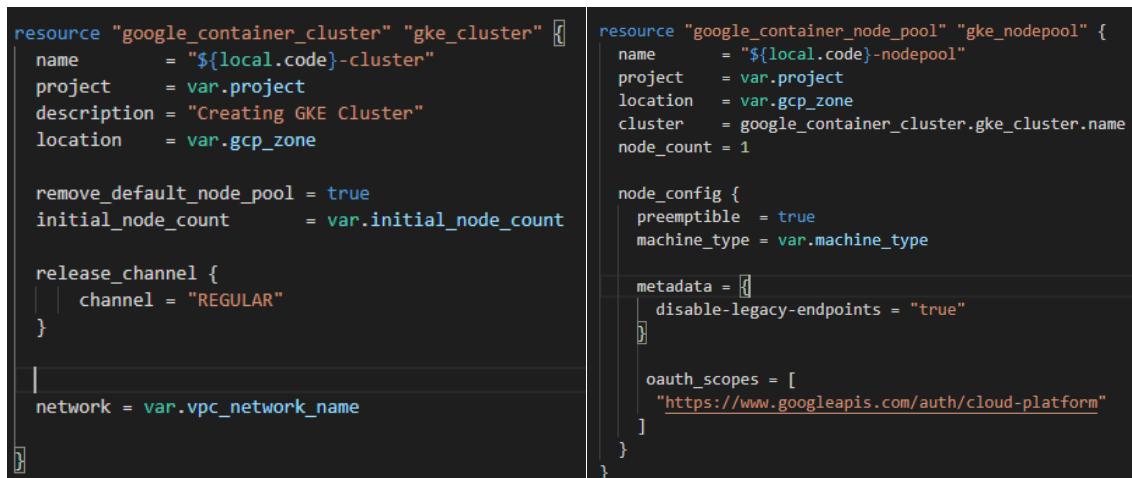 resource "google_container_cluster" "gke_cluster" {
  name        = "${local.code}-cluster"
  project     = var.project
  description = "Creating GKE Cluster"
  location    = var.gcp_zone

  remove_default_node_pool = true
  initial_node_count       = var.initial_node_count

  release_channel {
      channel = "REGULAR"
  }

  network = var.vpc_network_name

}
resource "google_container_node_pool" "gke_nodepool" {
  name       = "${local.code}-nodepool"
  project    = var.project
  location   = var.gcp_zone
  cluster    = google_container_cluster.gke_cluster.name
  node_count = 1

  node_config {
    preemptible  = true
    machine_type = var.machine_type

    metadata = {
      disable-legacy-endpoints = "true"
    }

     oauth_scopes = [
      "https://www.googleapis.com/auth/cloud-platform"
    ]
  }
}